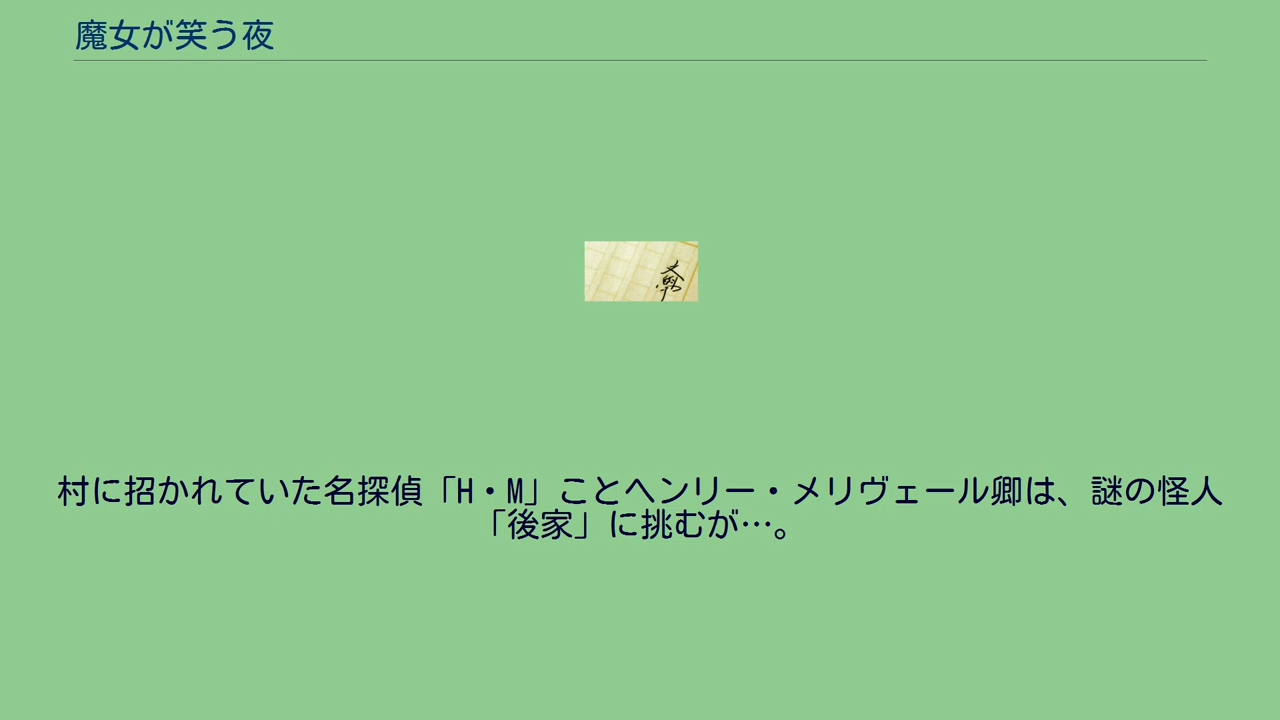 魔女が笑う夜
村に招かれていた名探偵「H・M」ことヘンリー・メリヴェール卿は、謎の怪人
「後家」に挑むが…。